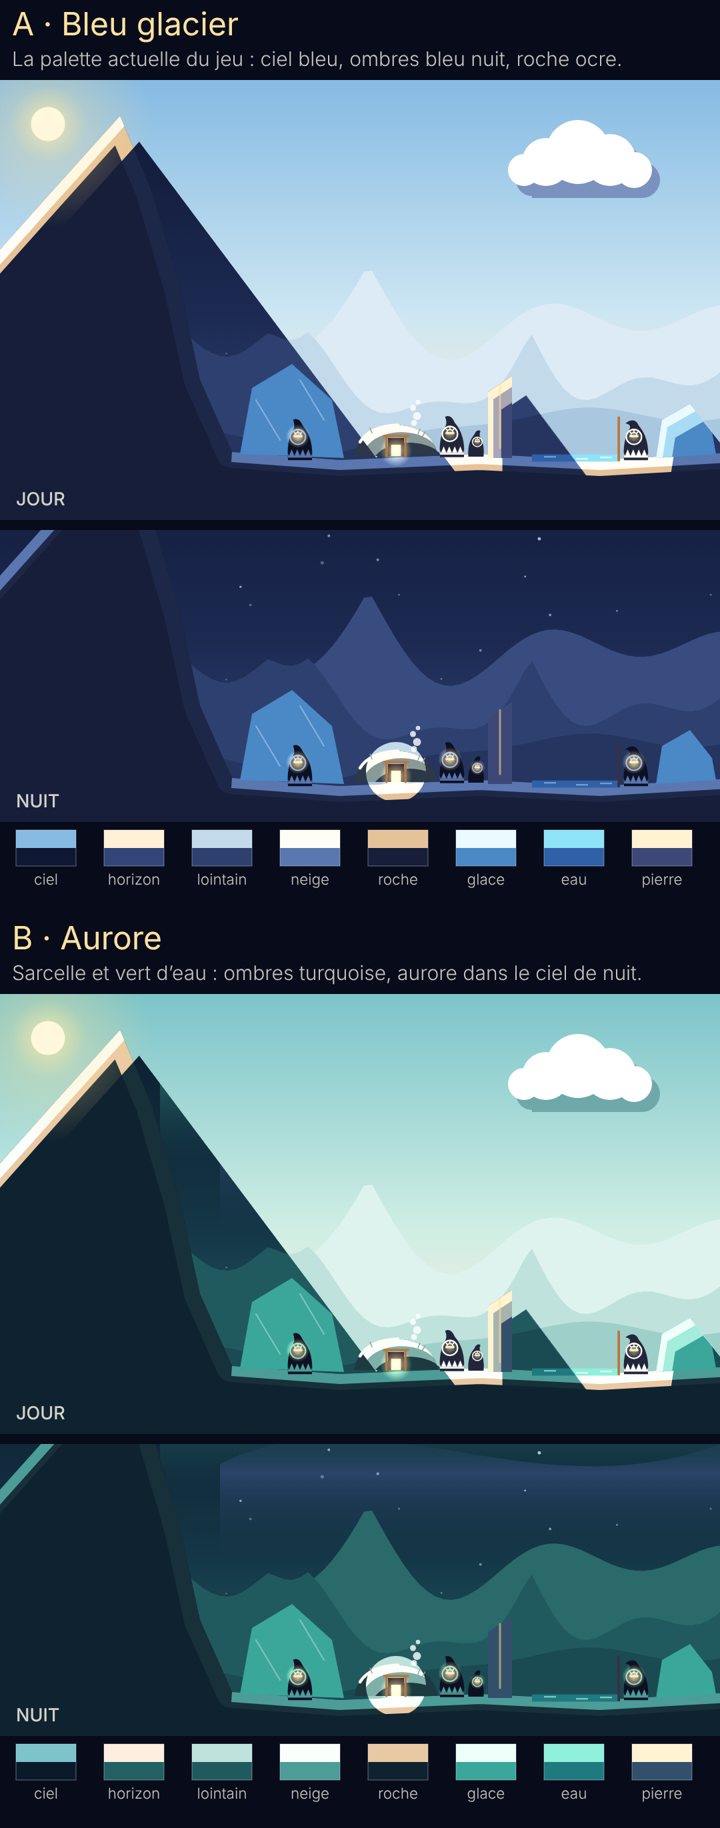 A · Bleu glacier
La palette actuelle du jeu : ciel bleu, ombres bleu nuit, roche ocre.
JOUR
NUIT
ciel horizon lointain neige roche glace eau pierre
B · Aurore
Sarcelle et vert d’eau : ombres turquoise, aurore dans le ciel de nuit.
JOUR
NUIT
ciel horizon lointain neige roche glace eau pierre